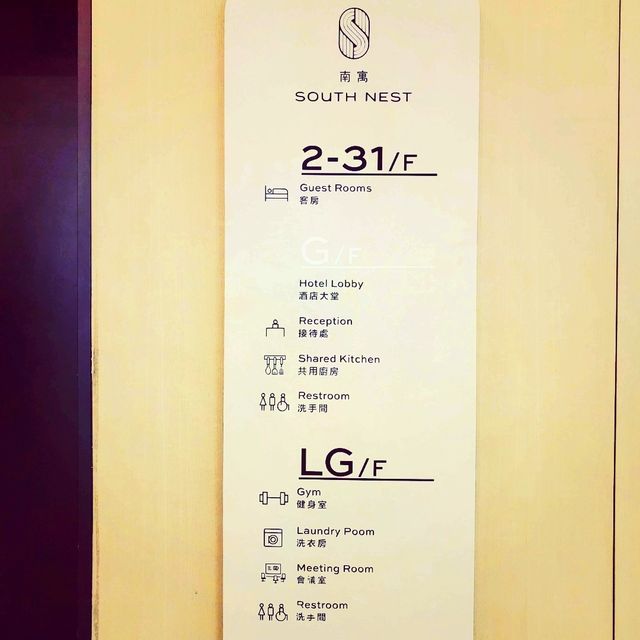 南寓
SOUTH NEST
2-31/F
Guest Rooms
客房
G/F
Hotel Lobby
酒店大堂
Reception
接待處
Shared Kitchen
共用廚房
Restroom
洗手間
LG/F
Gym
健身室
Laundry Poom
洗衣房
Meeting Room
會議室
Restroom
洗手間